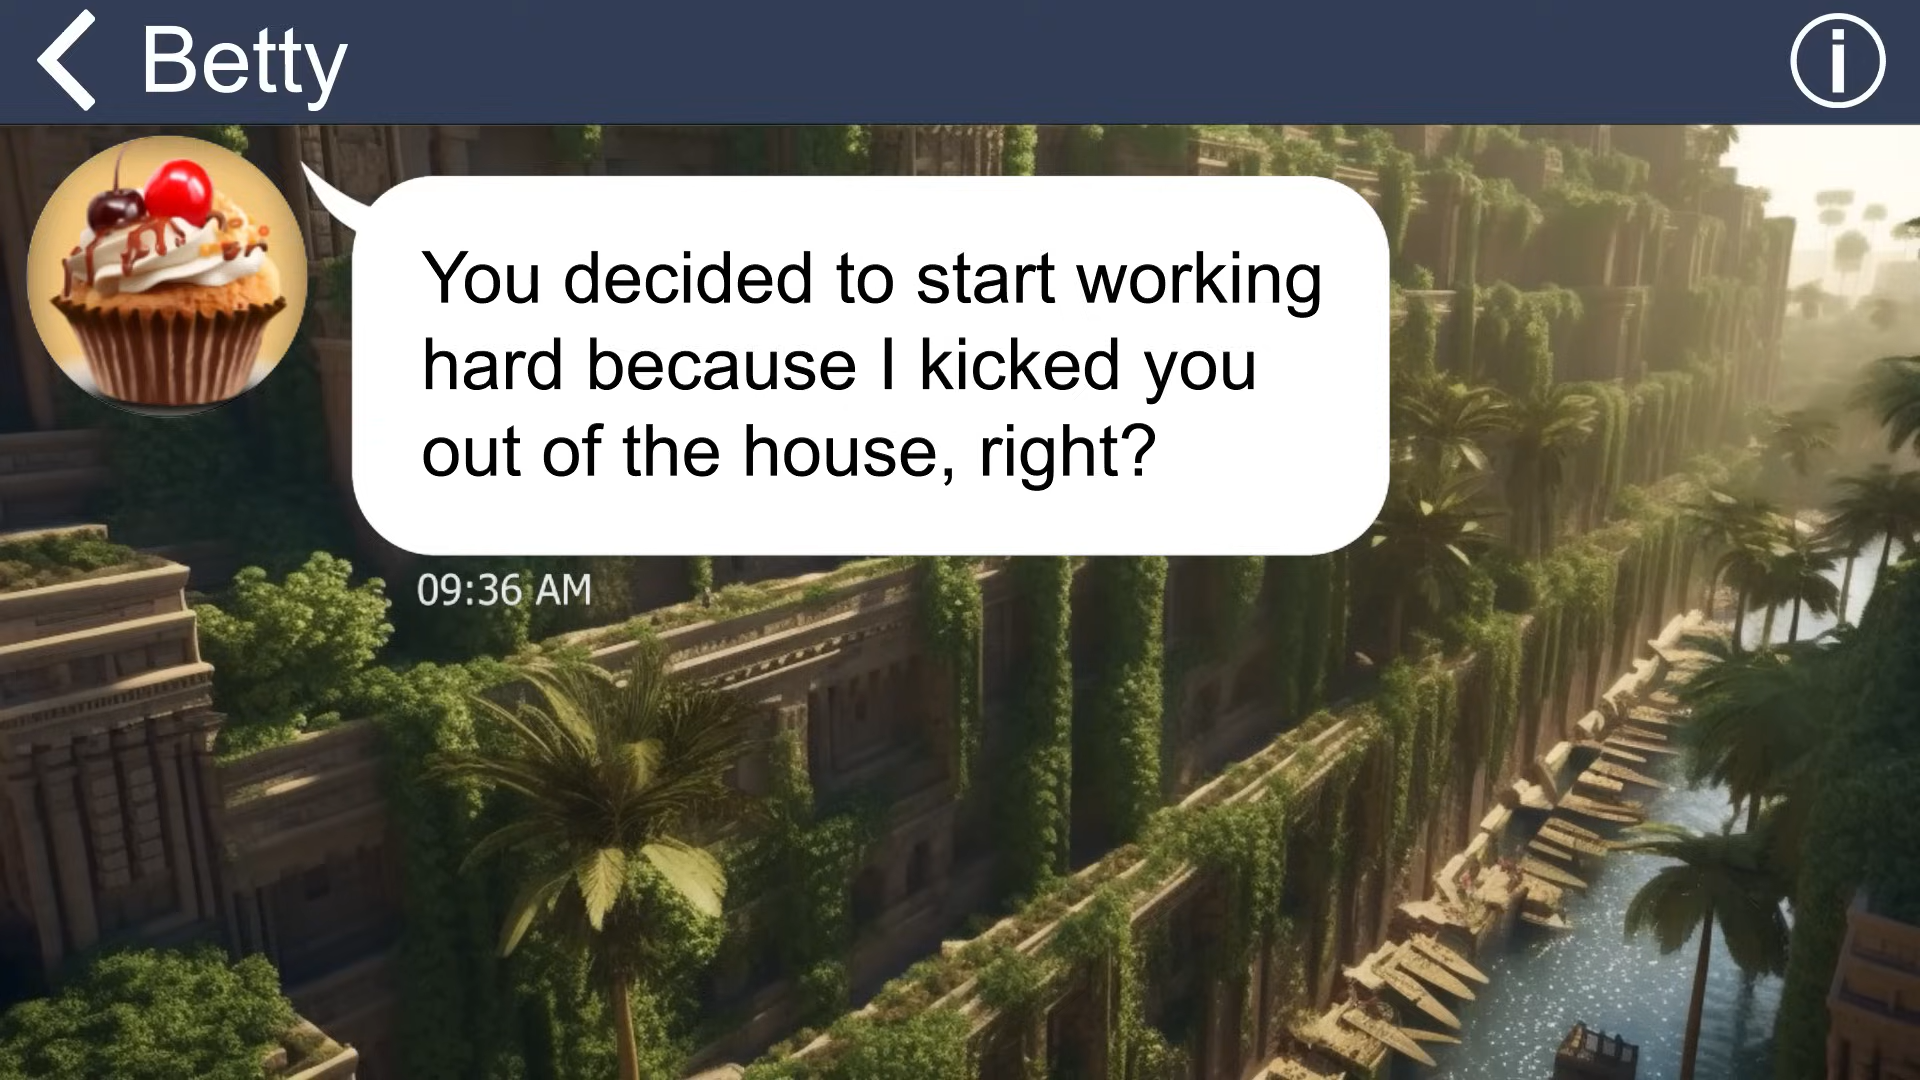 Betty
You decided to start working
hard because I kicked you
out of the house, right?
09:36 AM